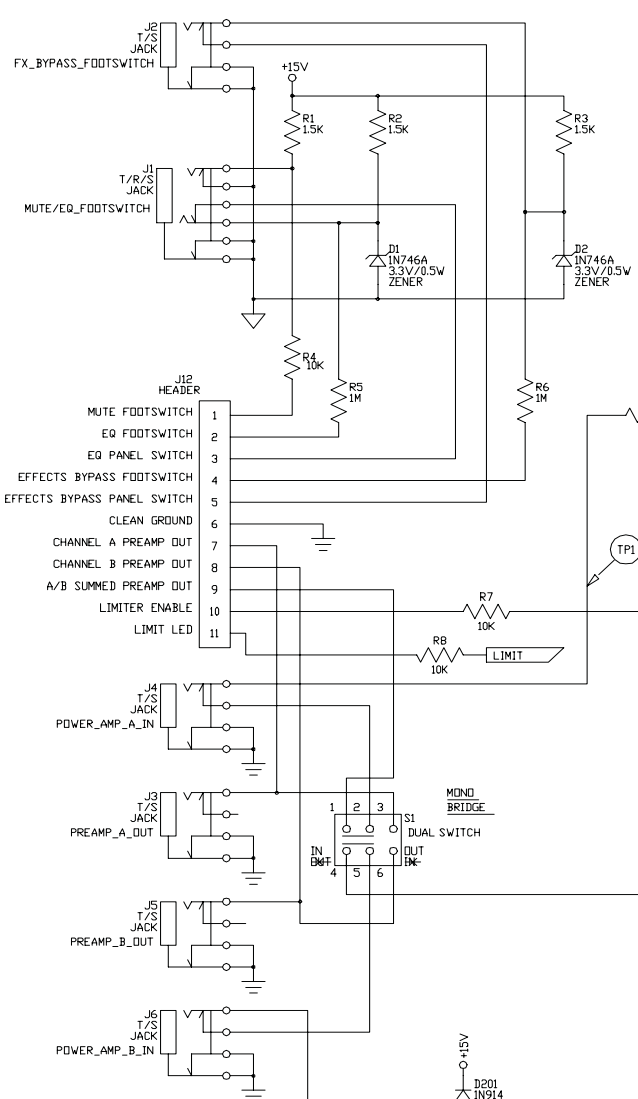 J2
T/S
JACK
FX_BYPASS_FOOTSWITCH
+15V
R1
1.5K
R2
1.5K
R3
1.5K
J1
T/R/S
JACK
MUTE/EQ_FOOTSWITCH
D1
1N746A
3.3V/0.5W
ZENER
D2
1N746A
3.3V/0.5W
ZENER
R4
10K
R5
1M
R6
1M
J12
HEADER
MUTE FOOTSWITCH 1
EQ FOOTSWITCH 2
EQ PANEL SWITCH 3
EFFECTS BYPASS FOOTSWITCH 4
EFFECTS BYPASS PANEL SWITCH 5
CLEAN GROUND 6
CHANNEL A PREAMP OUT 7
CHANNEL B PREAMP OUT 8
A/B SUMMED PREAMP OUT 9
LIMITER ENABLE 10
LIMIT LED 11
TP1
R7
10K
R8
10K
LIMIT
J4
T/S
JACK
POWER_AMP_A_IN
J3
T/S
JACK
PREAMP_A_OUT
MONO
BRIDGE
1 2 3
S1
DUAL SWITCH
IN OUT
OUT IN
4 5 6
J5
T/S
JACK
PREAMP_B_OUT
J6
T/S
JACK
POWER_AMP_B_IN
+15V
D201
1N914